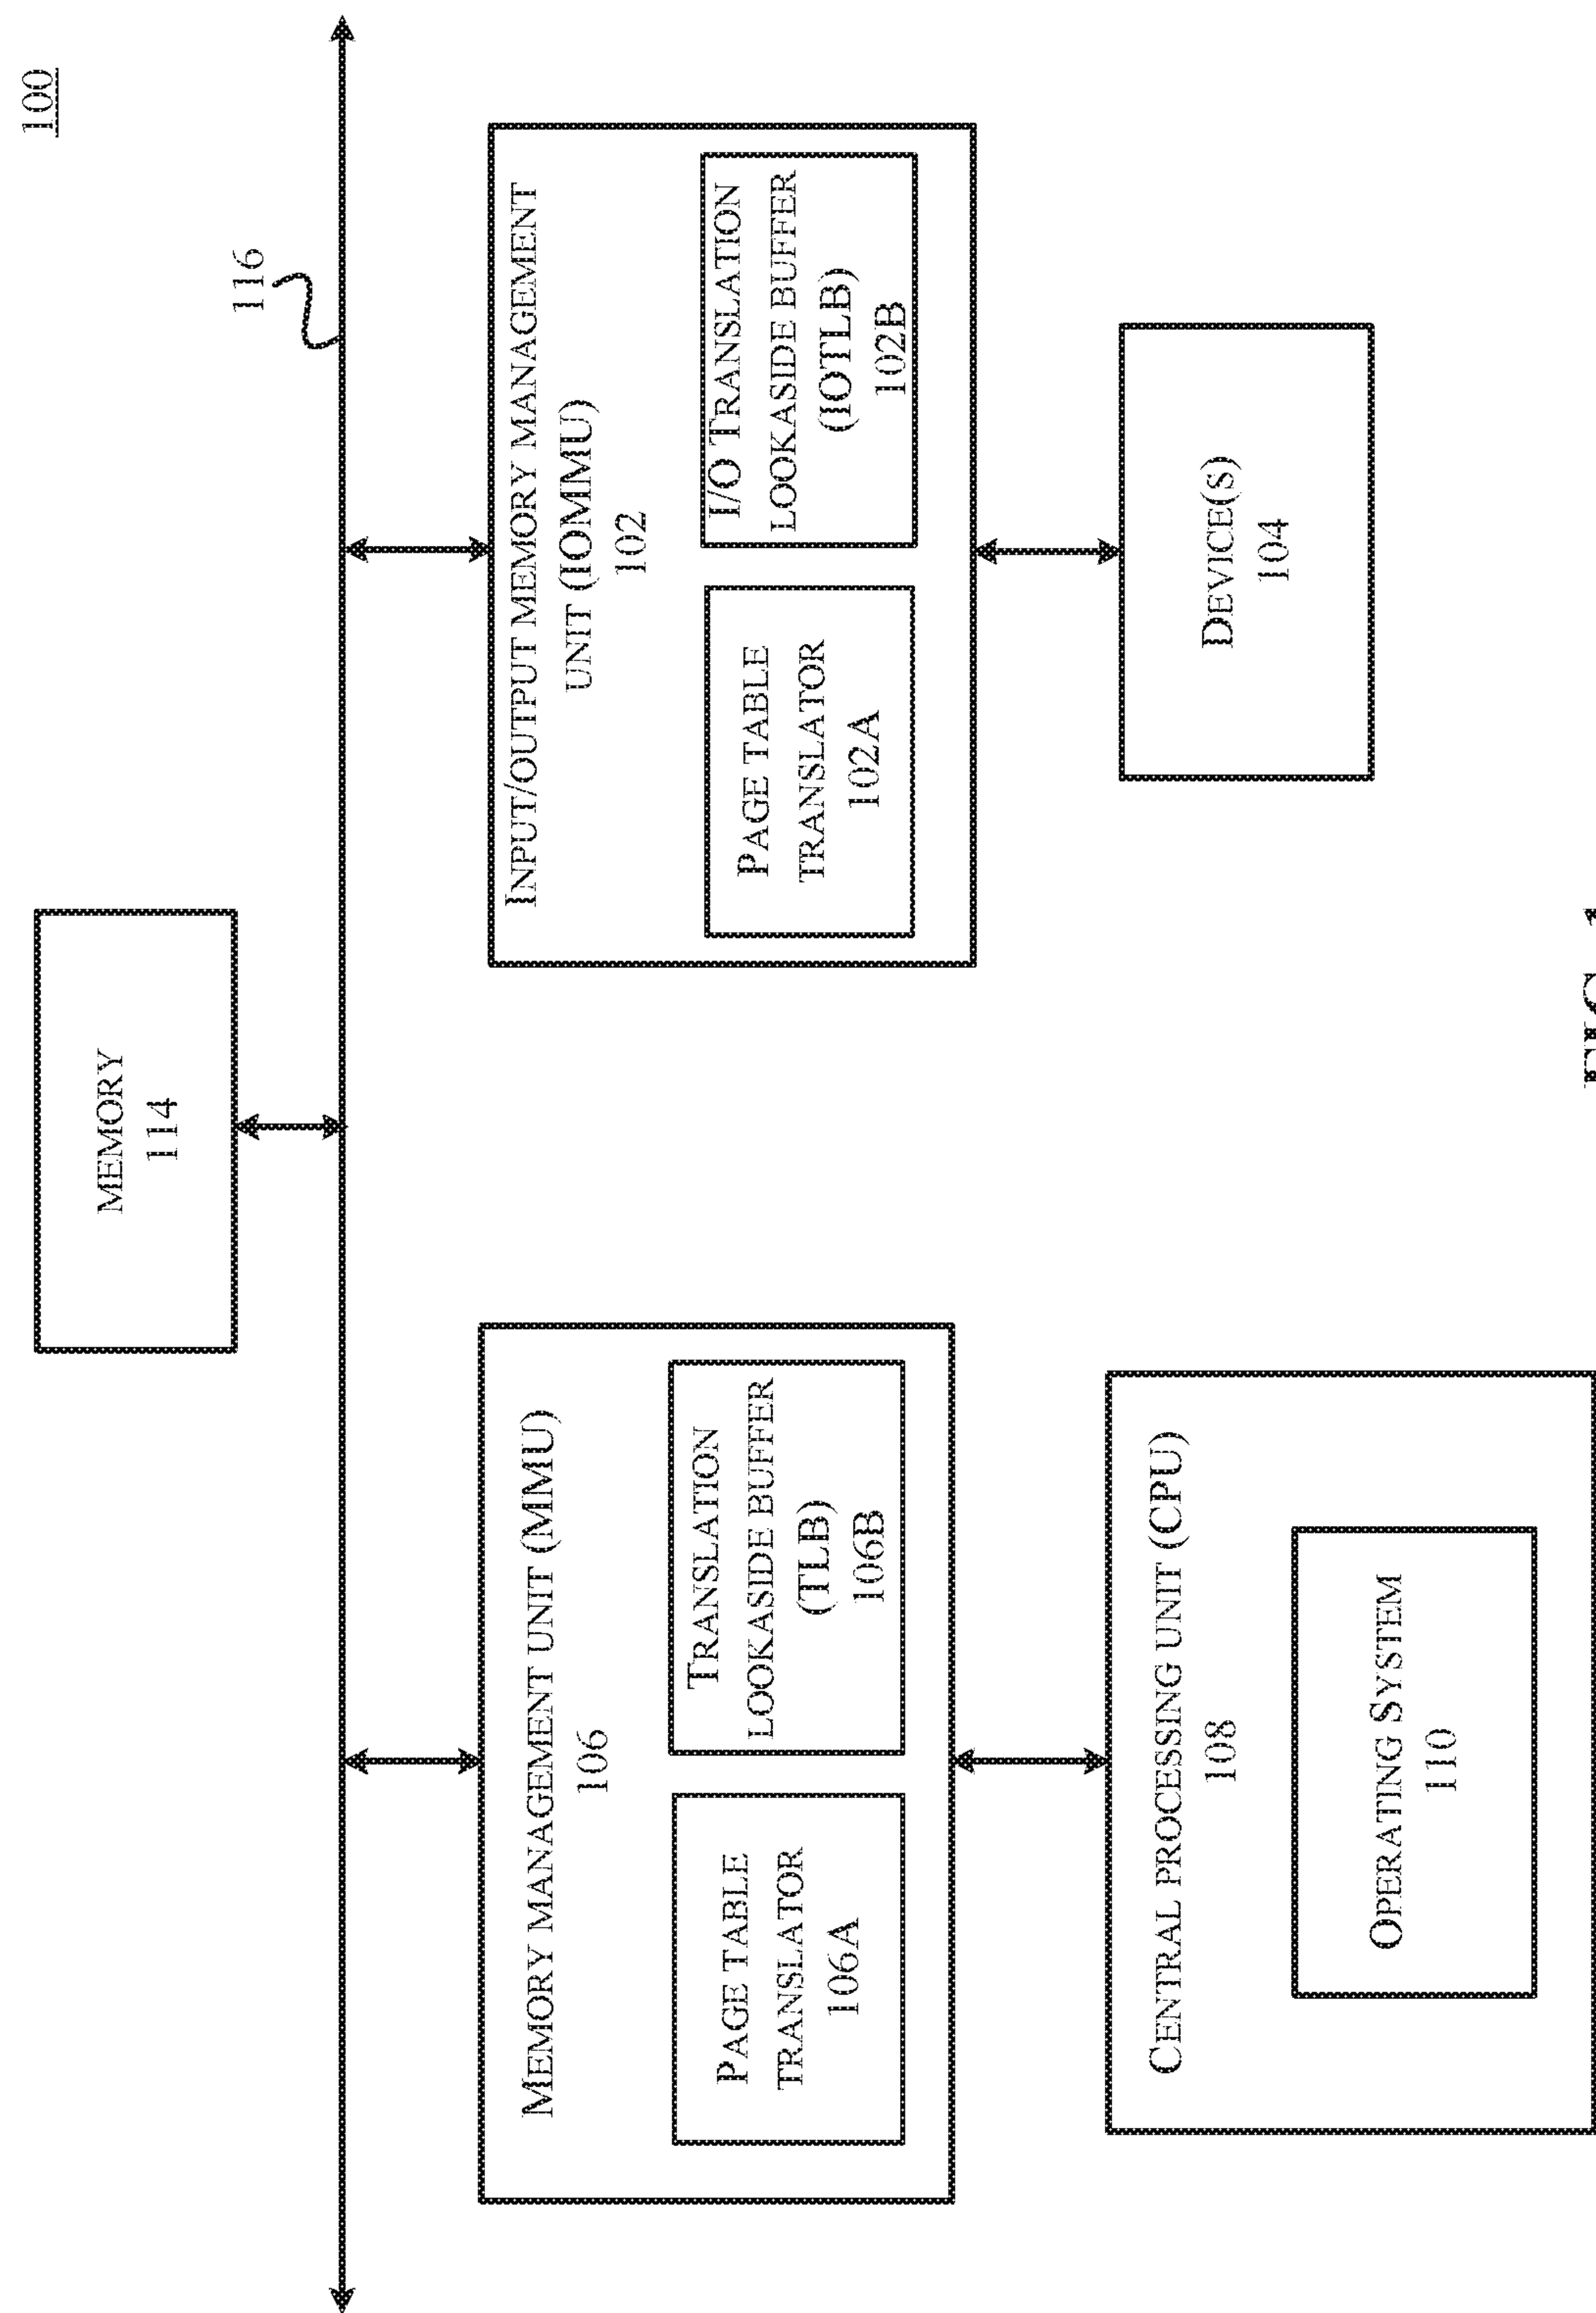 100
MEMORY
114
116
MEMORY MANAGEMENT UNIT (MMU)
106
PAGE TABLE
TRANSLATOR
106A
TRANSLATION
LOOKASIDE BUFFER
(TLB)
106B
INPUT/OUTPUT MEMORY MANAGEMENT
UNIT (IOMMU)
102
PAGE TABLE
TRANSLATOR
102A
I/O TRANSLATION
LOOKASIDE BUFFER
(IOTLB)
102B
CENTRAL PROCESSING UNIT (CPU)
108
OPERATING SYSTEM
110
DEVICE(S)
104